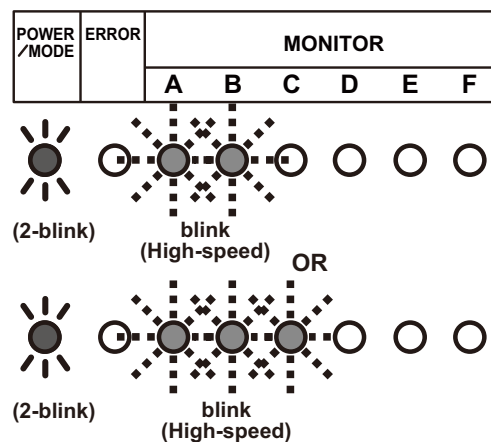 POWER
/MODE
ERROR
MONITOR
A B C D E F
(2-blink)
blink
(High-speed)
OR
(2-blink)
blink
(High-speed)